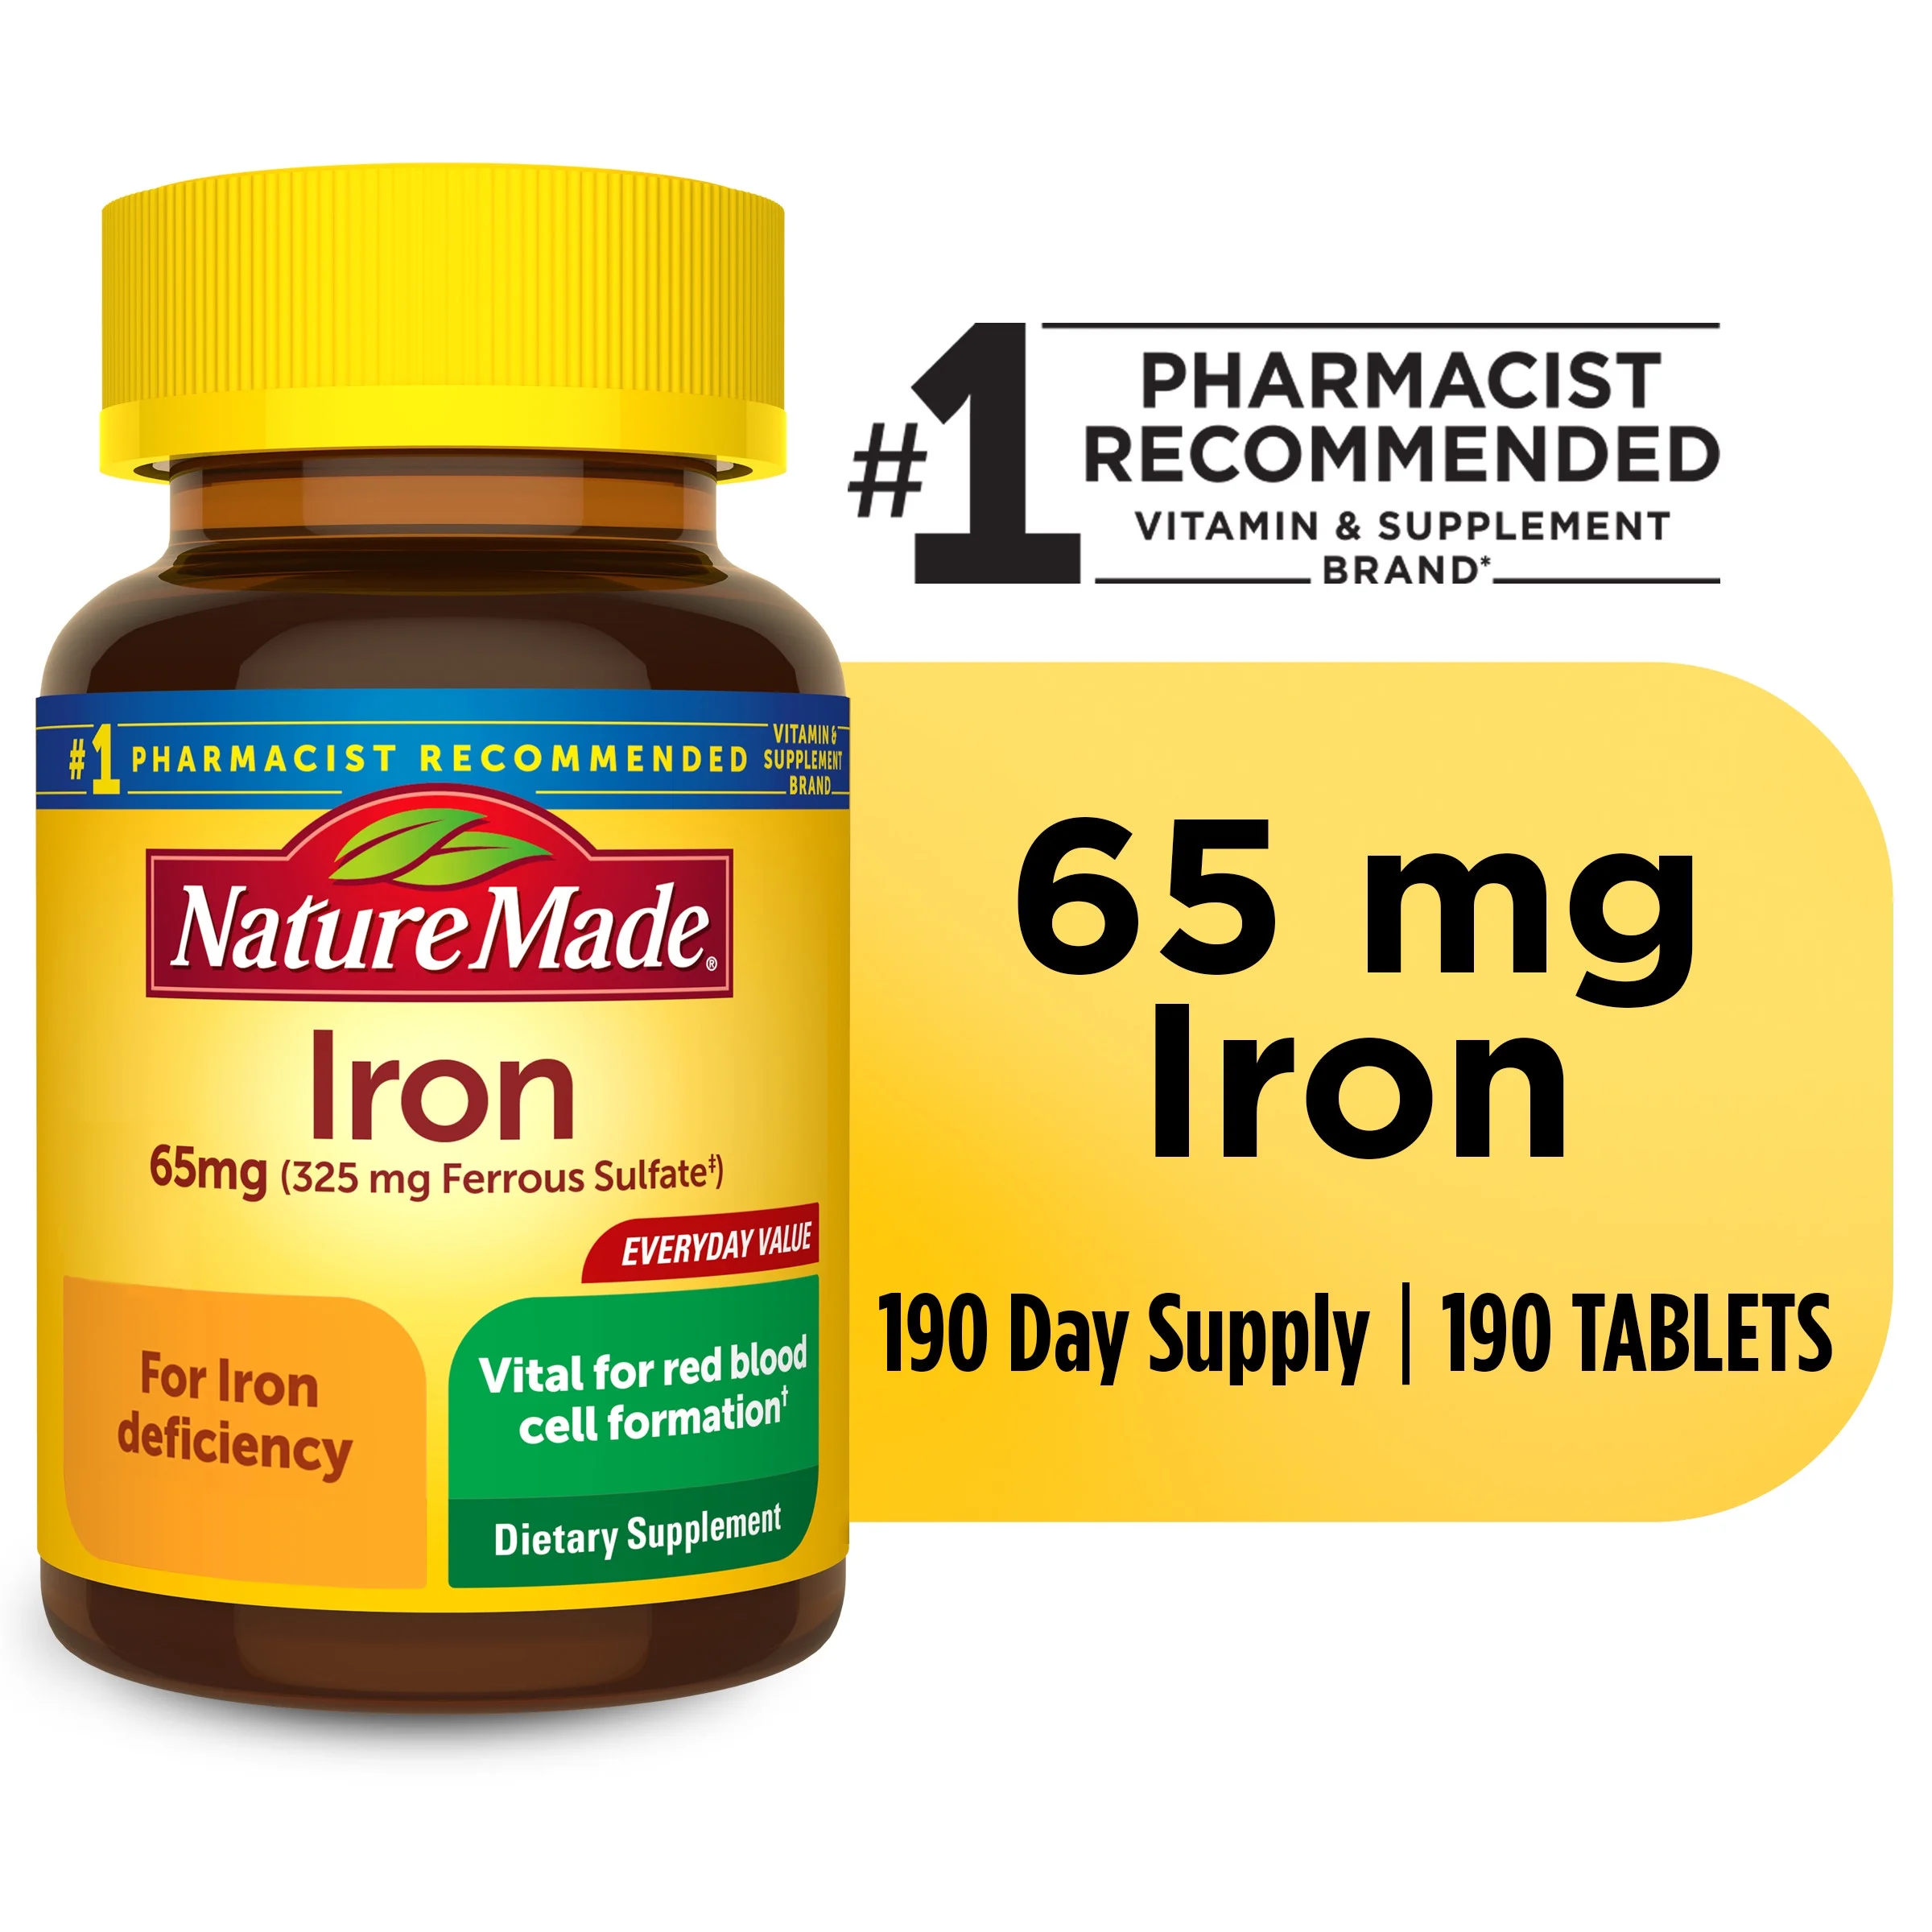 #1 PHARMACIST
RECOMMENDED
VITAMIN & SUPPLEMENT
BRAND*
#1 PHARMACIST RECOMMENDED VITAMIN &
SUPPLEMENT
BRAND
NatureMade®
Iron
65mg (325 mg Ferrous Sulfate‡)
EVERYDAY VALUE
For Iron
deficiency
Vital for red blood
cell formation†
Dietary Supplement
65 mg
Iron
190 Day Supply | 190 TABLETS